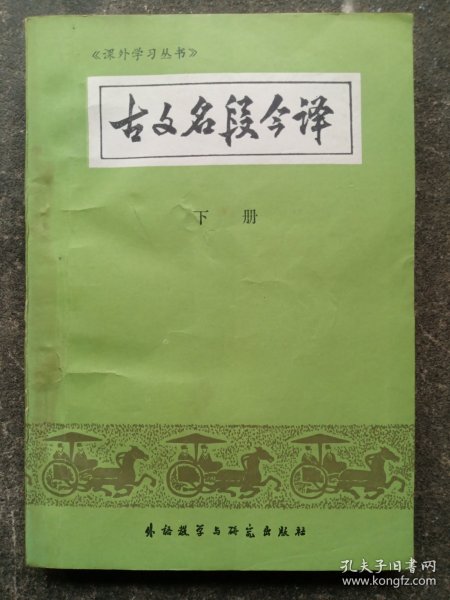 《课外学习丛书》
古文名段今译
下 册
外语教学与研究出版社
孔夫子旧书网
www.kongfz.com